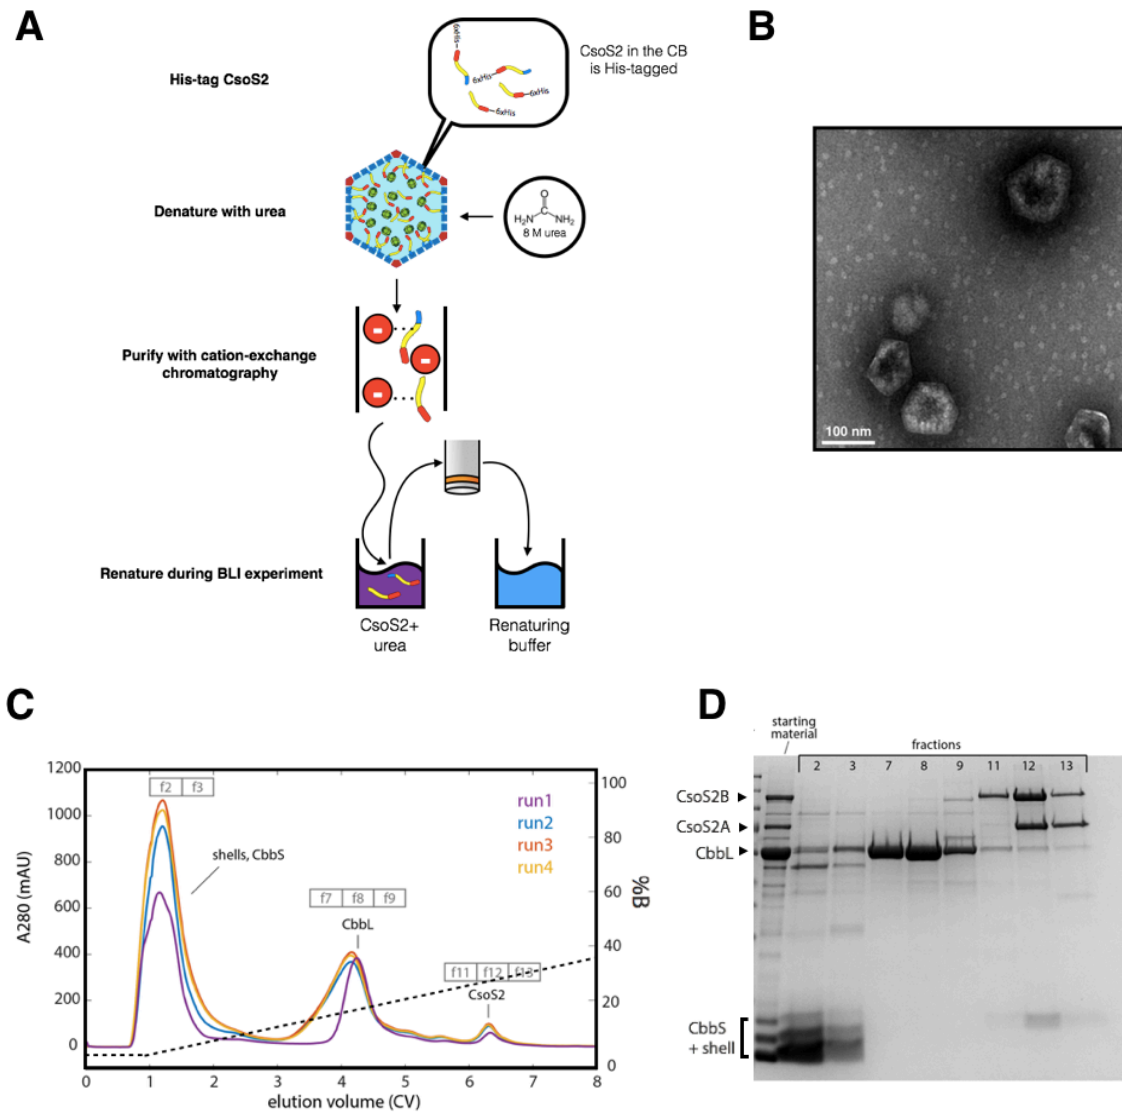 A
B
His-tag CsoS2
6xHis
6xHis
6xHis
6xHis
CsoS2 in the CB
is His-tagged
Denature with urea
O
H₂N
NH₂
8 M urea
100 nm
Purify with cation-exchange
chromatography
Renature during BLI experiment
CsoS2+
urea
Renaturing
buffer
C
D
1200
1000
800
600
400
200
0
A280 (mAU)
f2 f3
shells, CbbS
run1
run2
run3
run4
f7 f8 f9
CbbL
f11 f12 f13
CsoS2
100
80
60
40
20
0
%B
0 1 2 3 4 5 6 7 8
elution volume (CV)
starting
material
fractions
2 3 7 8 9 11 12 13
CsoS2B
CsoS2A
CbbL
CbbS
+ shell